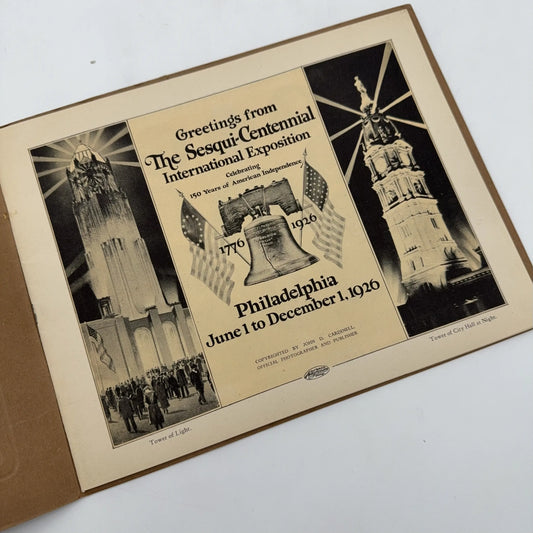 Greetings from
The Sesqui-Centennial
International Exposition
Celebrating
150 Years of American Independence
1776 1926
Philadelphia
June 1 to December 1, 1926
COPYRIGHTED BY JOHN D. CARDINELL,
OFFICIAL PHOTOGRAPHER AND PUBLISHER
Tower of Light.
Tower of City Hall at Night.